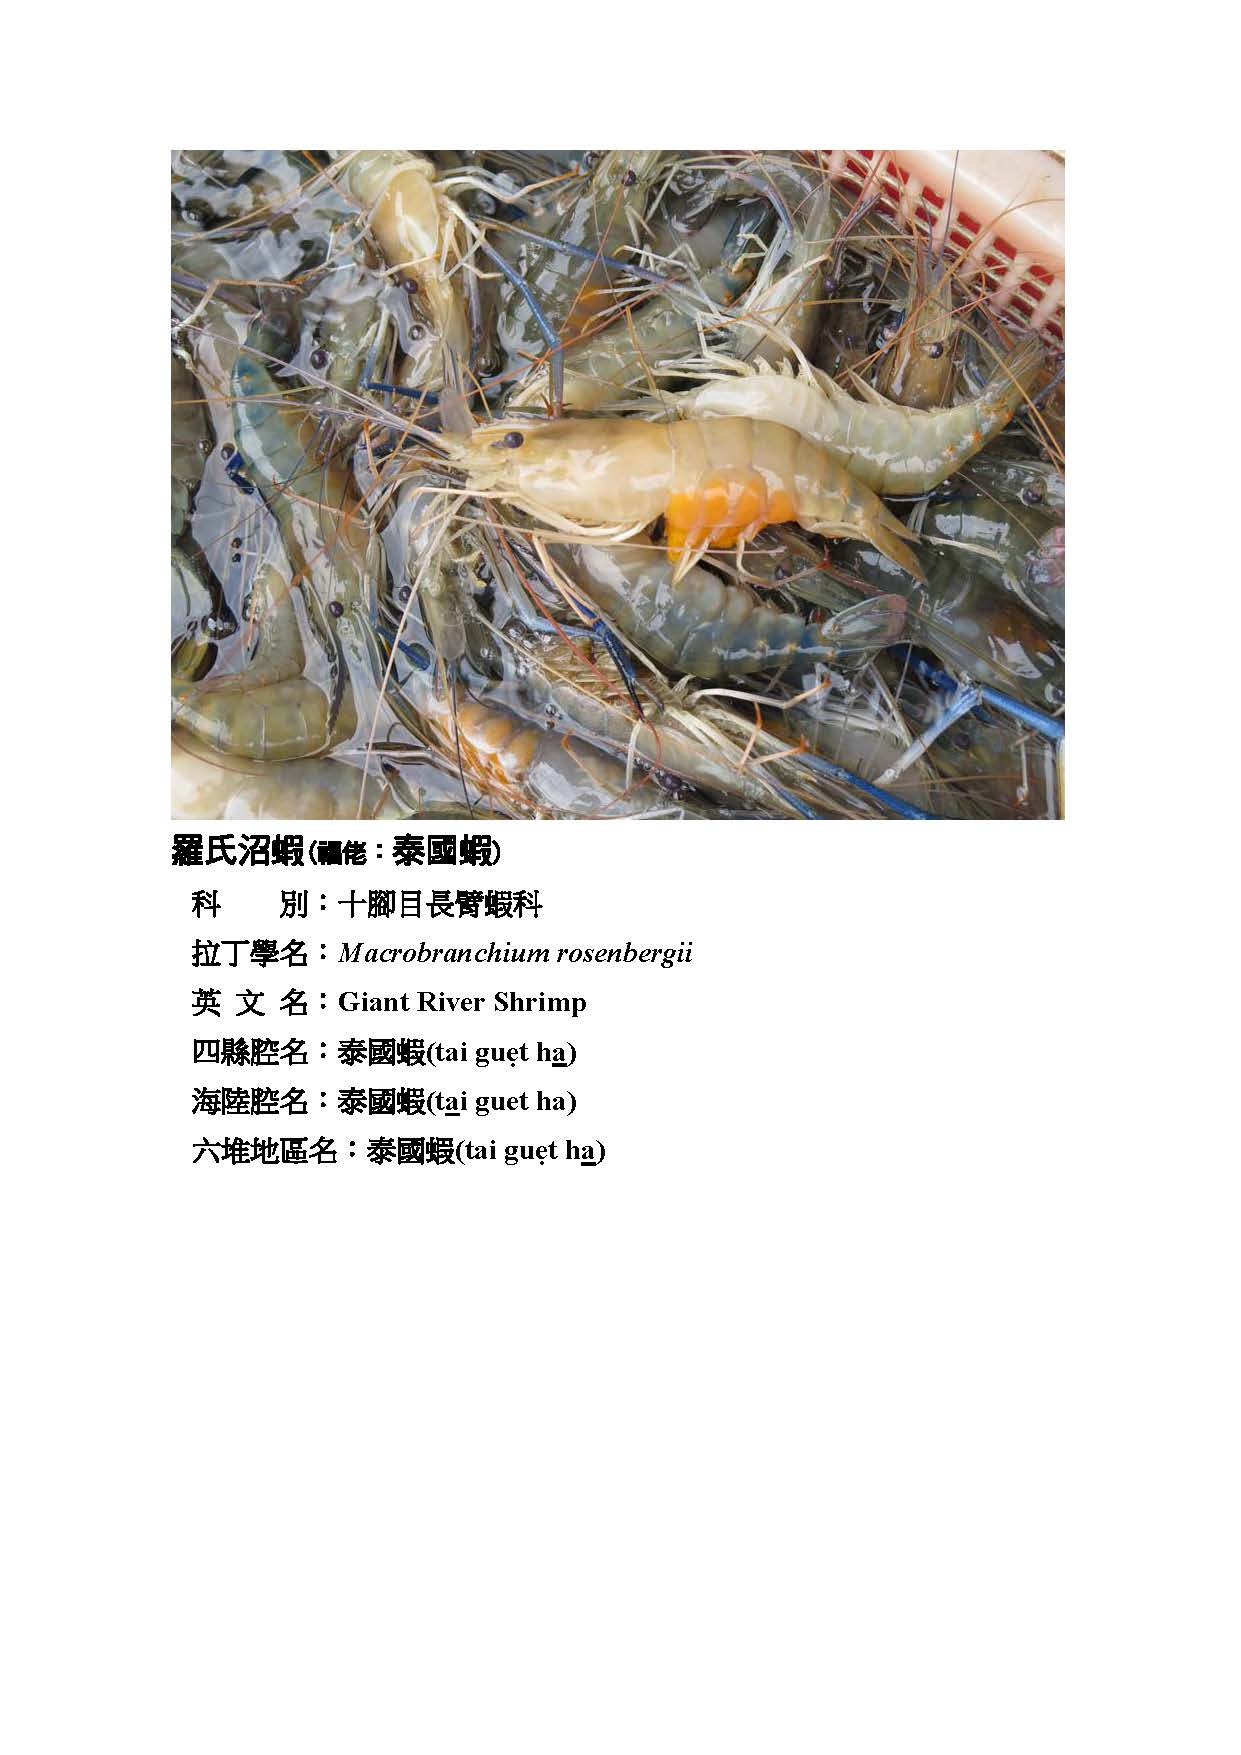 羅氏沼蝦(福佬：泰國蝦)
科　　別：十腳目長臂蝦科
拉丁學名：Macrobranchium rosenbergii
英 文 名：Giant River Shrimp
四縣腔名：泰國蝦(tai guẹt ha̲)
海陸腔名：泰國蝦(ta̲i guet ha)
六堆地區名：泰國蝦(tai guẹt ha̲)